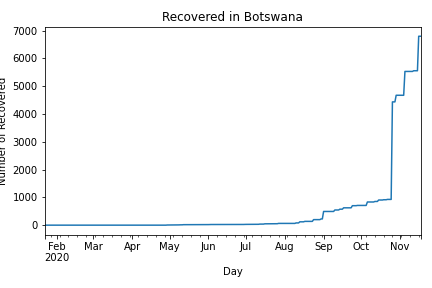 Recovered in Botswana
Number of Recovered
7000
6000
5000
4000
3000
2000
1000
0
Feb Mar Apr May Jun Jul Aug Sep Oct Nov
2020
Day